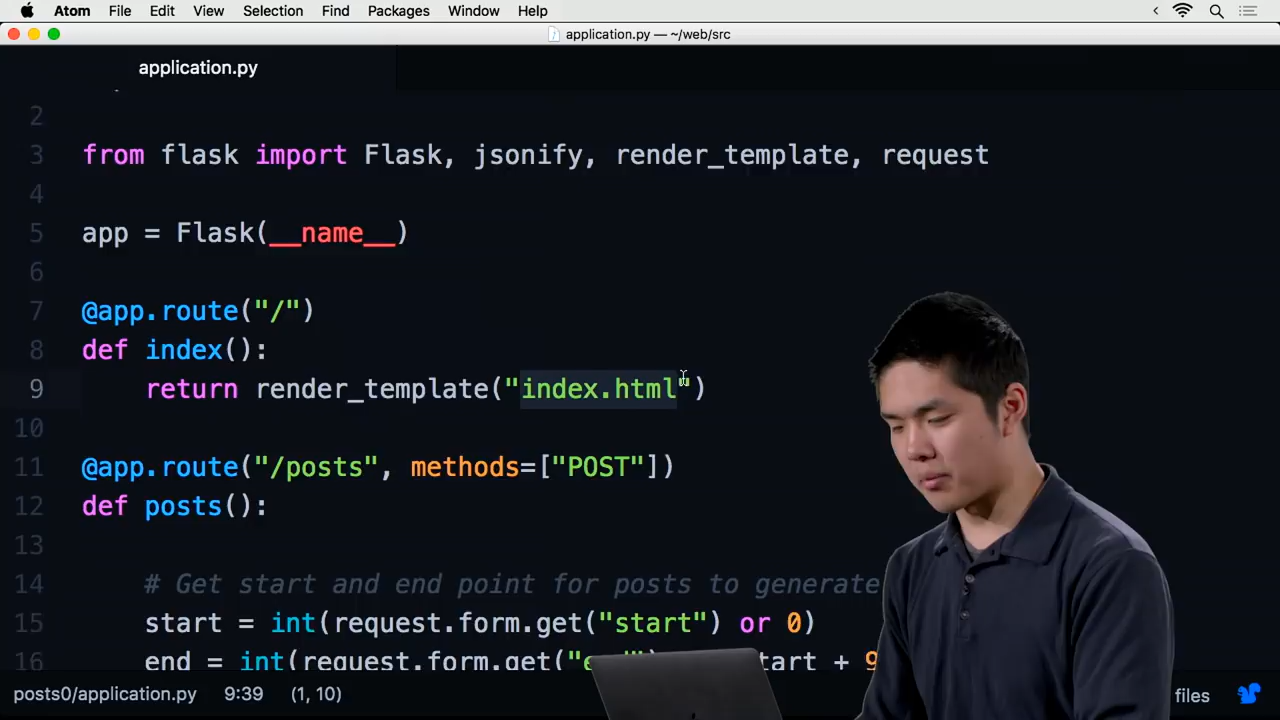 Atom File Edit View Selection Find Packages Window Help
application.py — ~/web/src
application.py
2
3 from flask import Flask, jsonify, render_template, request
4
5 app = Flask(__name__)
6
7 @app.route("/")
8 def index():
9 return render_template("index.html")
10
11 @app.route("/posts", methods=["POST"])
12 def posts():
13
14 # Get start and end point for posts to generate
15 start = int(request.form.get("start") or 0)
16 end = int(request.form.get("e tart + 9
posts0/application.py 9:39 (1, 10) files